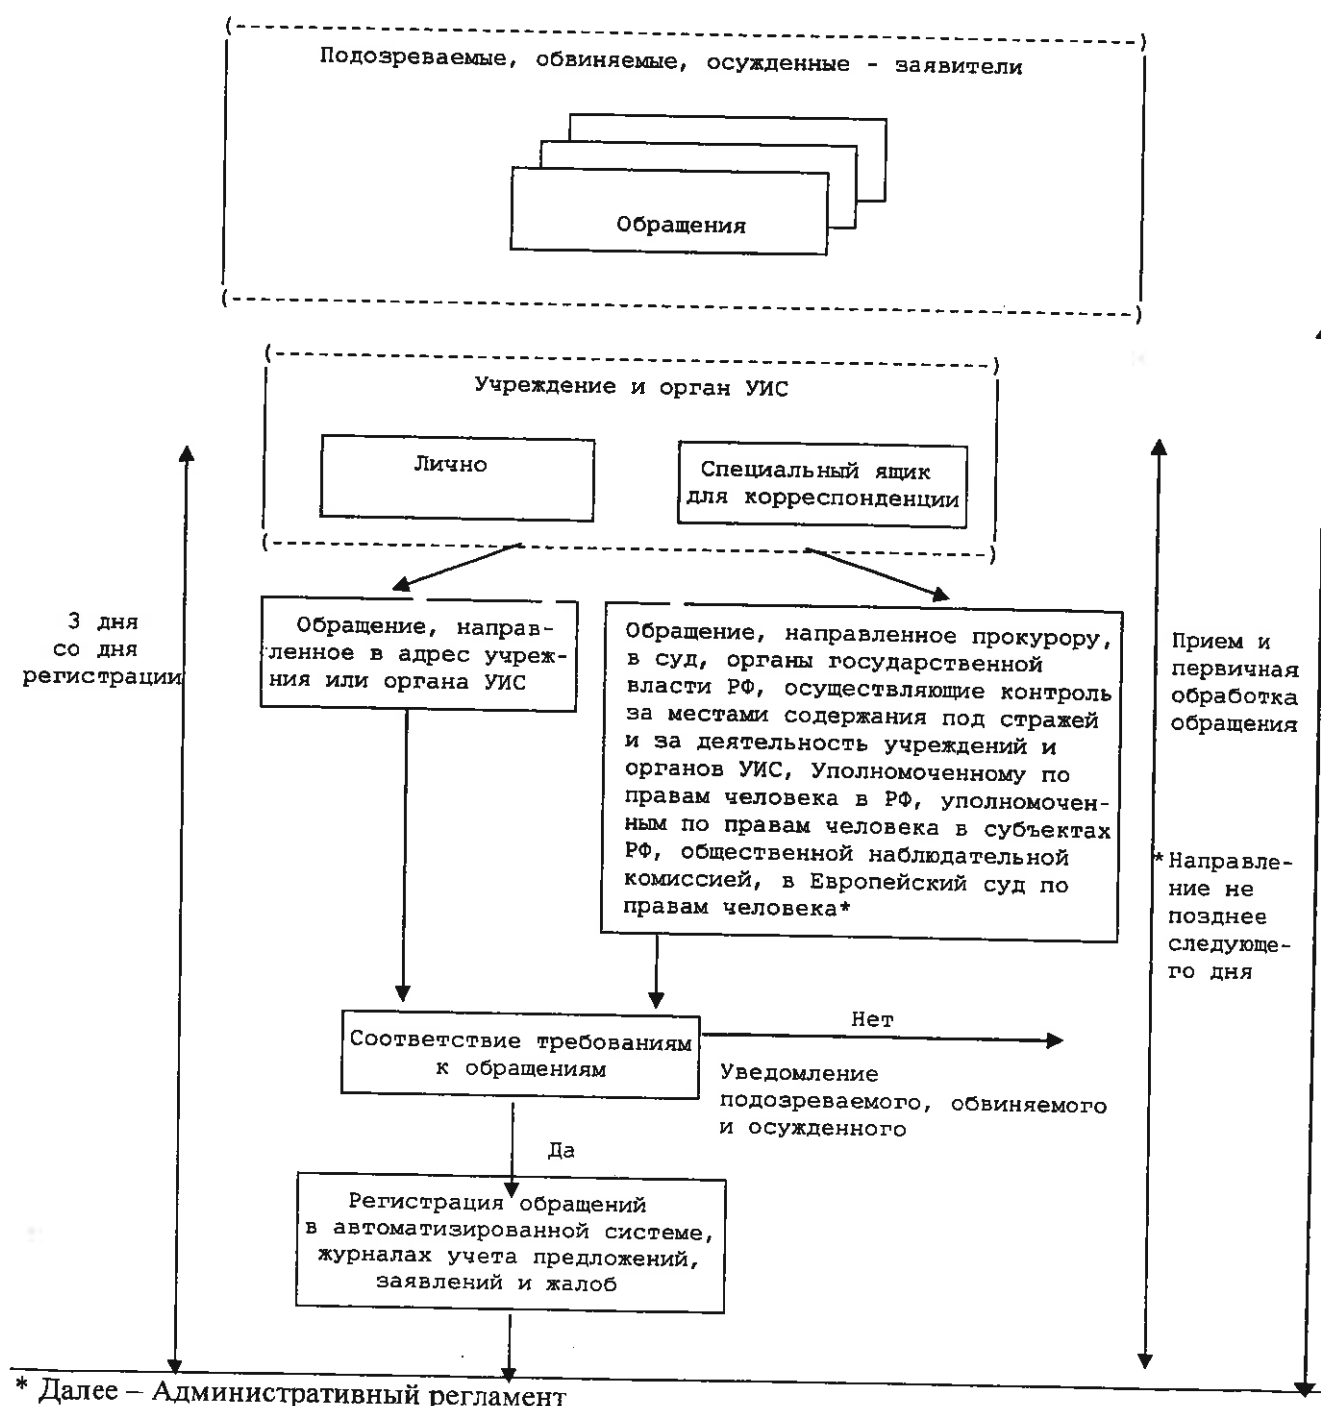 Подозреваемые, обвиняемые, осужденные - заявители
Обращения
Учреждение и орган УИС
Лично
Специальный ящик
для корреспонденции
3 дня
со дня
регистрации
Обращение, направ-
ленное в адрес учреж-
ния или органа УИС
Обращение, направленное прокурору,
в суд, органы государственной
власти РФ, осуществляющие контроль
за местами содержания под стражей
и за деятельность учреждений и
органов УИС, Уполномоченному по
правам человека в РФ, уполномочен-
ным по правам человека в субъектах
РФ, общественной наблюдательной
комиссией, в Европейский суд по
правам человека*
Прием и
первичная
обработка
обращения
*Направле-
ние не
позднее
следующе-
го дня
Соответствие требованиям
к обращениям
Нет
Уведомление
подозреваемого, обвиняемого
и осужденного
Да
Регистрация обращений
в автоматизированной системе,
журналах учета предложений,
заявлений и жалоб
* Далее – Административный регламент